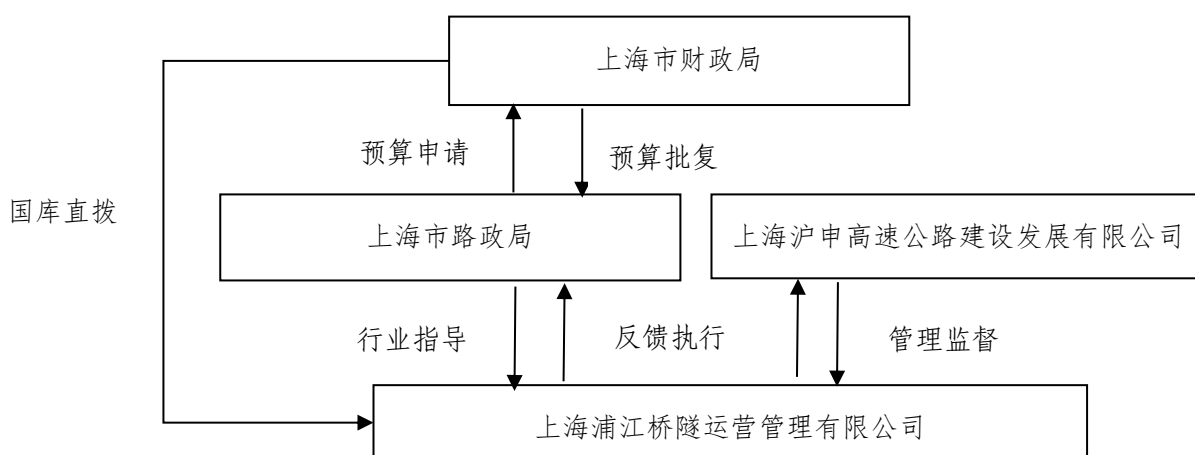 上海市财政局
预算申请
预算批复
国库直拨
上海市路政局
上海沪申高速公路建设发展有限公司
行业指导
反馈执行
管理监督
上海浦江桥隧运营管理有限公司